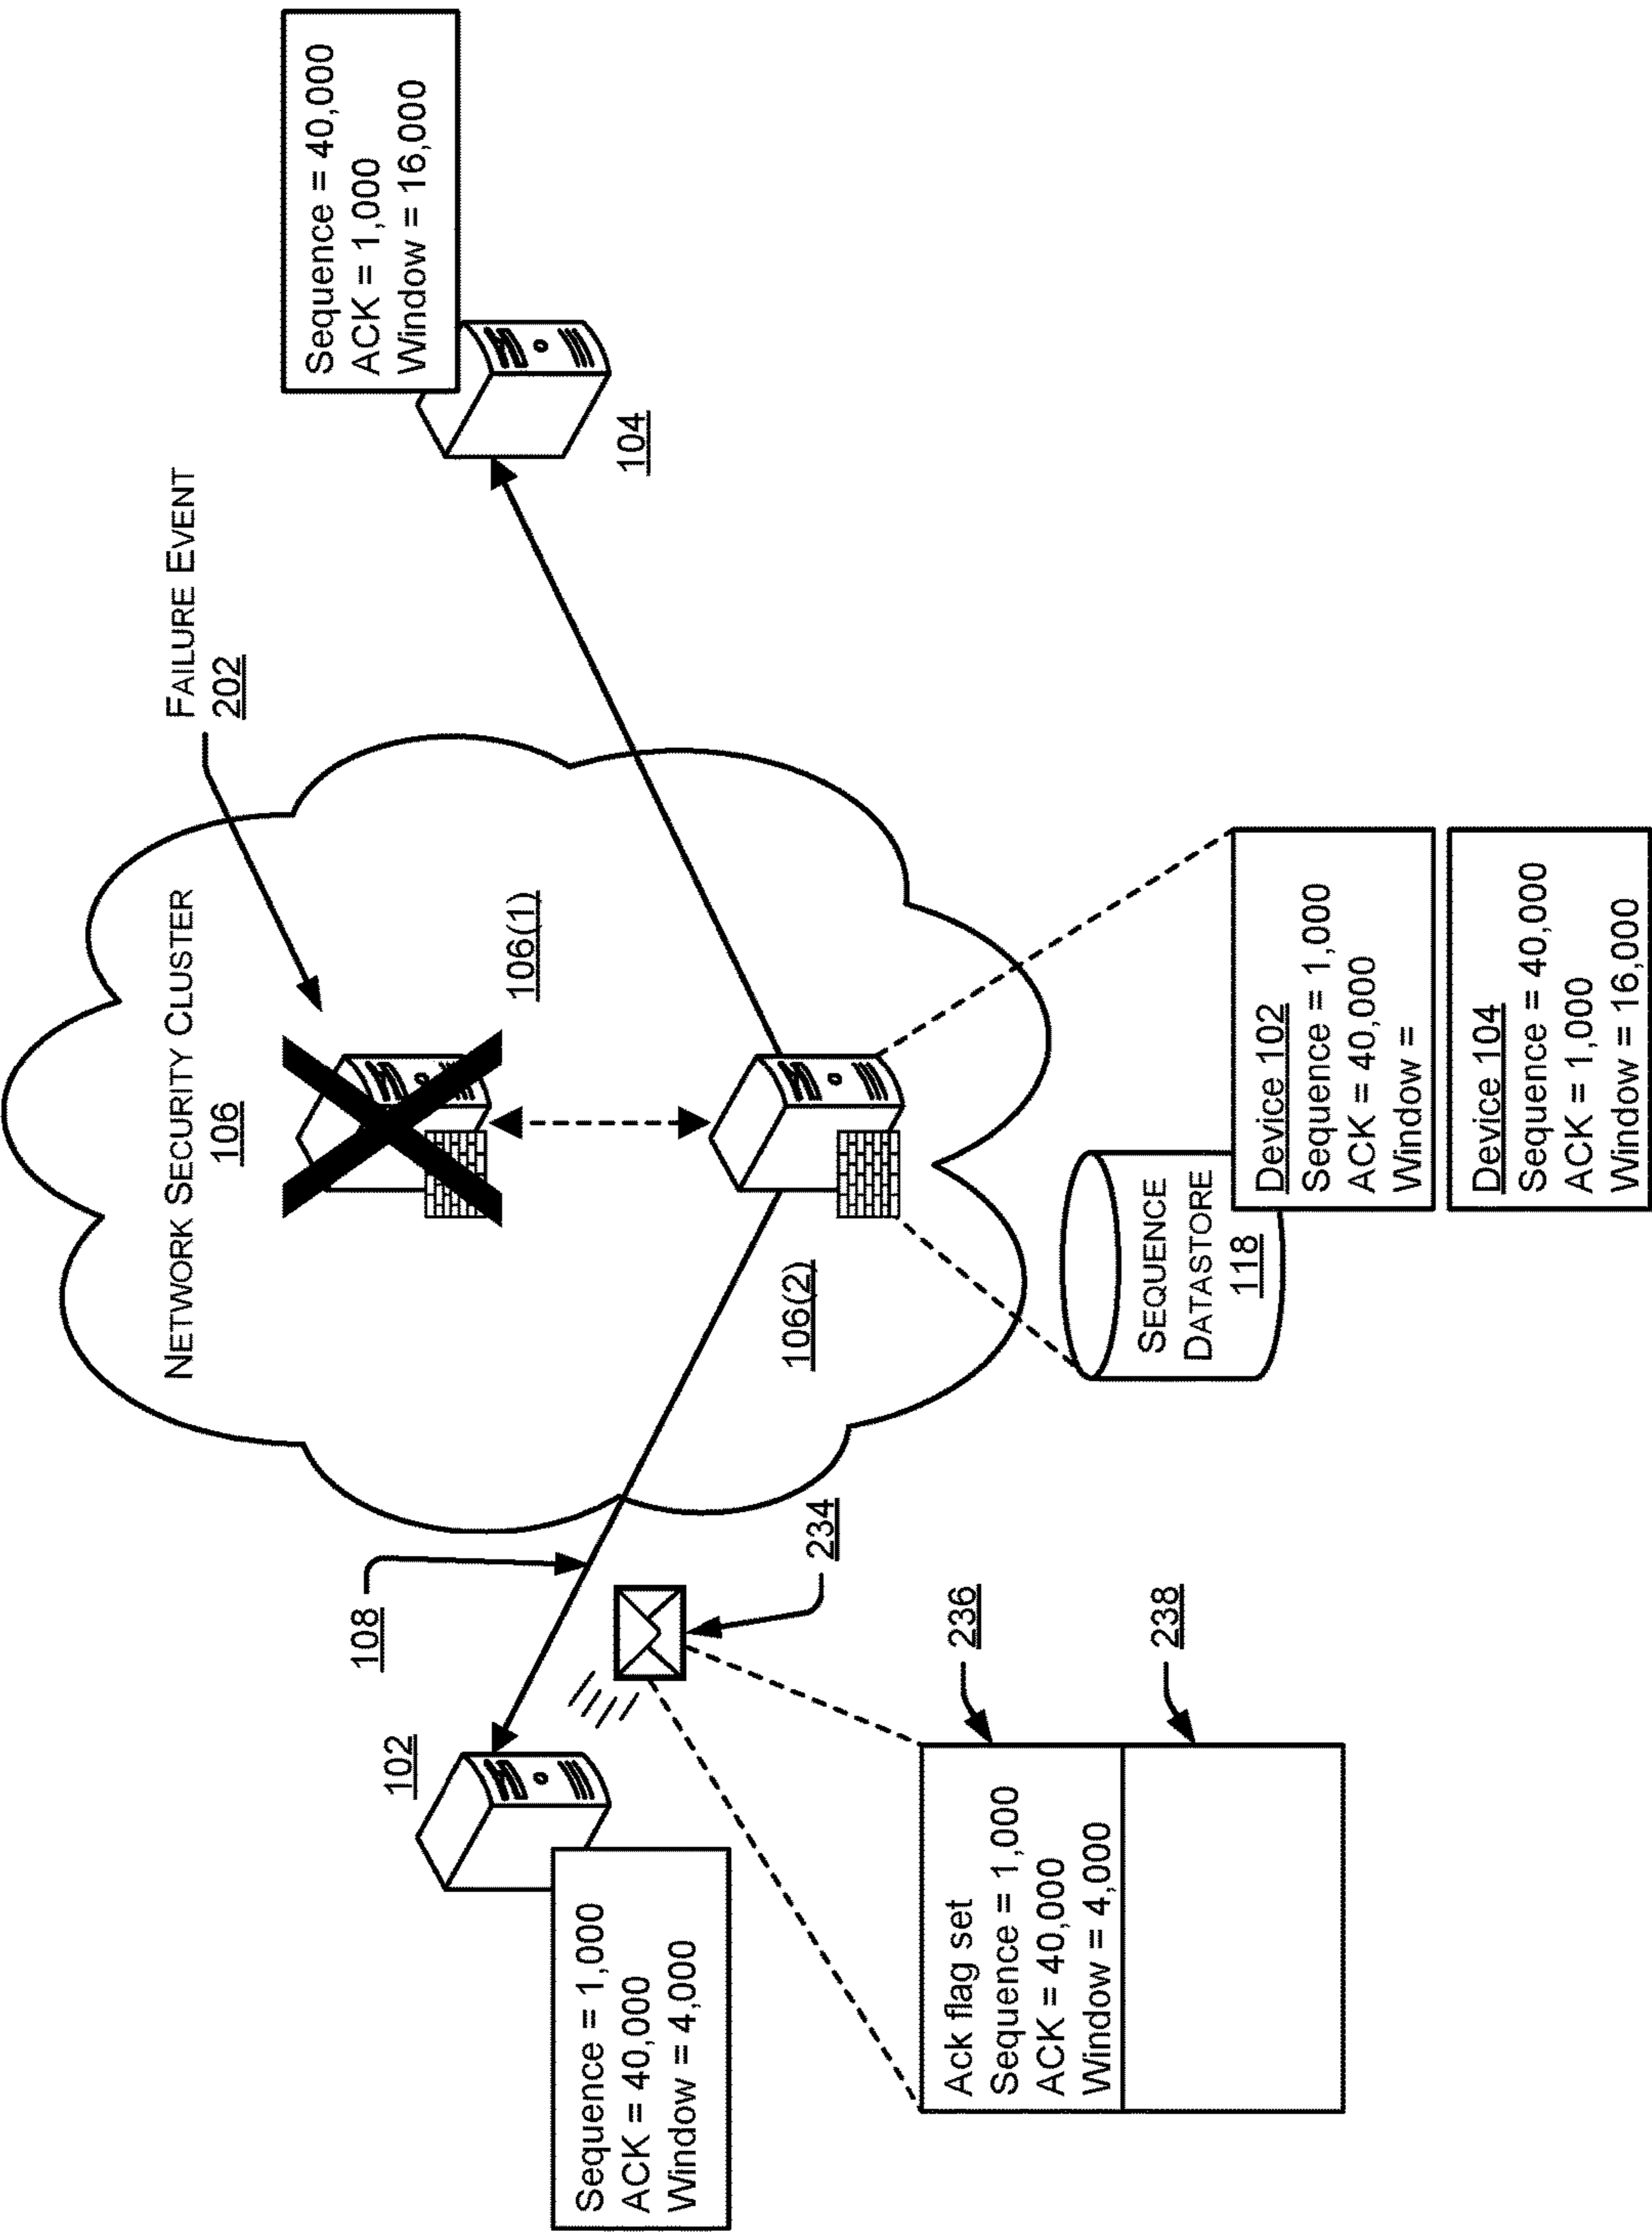 NETWORK SECURITY CLUSTER
106
FAILURE EVENT
202
106(1)
Sequence = 40,000
ACK = 1,000
Window = 16,000
104
108
102
Sequence = 1,000
ACK = 40,000
Window = 4,000
234
106(2)
236
Ack flag set
Sequence = 1,000
ACK = 40,000
Window = 4,000
238
SEQUENCE
DATASTORE
118
Device 102
Sequence = 1,000
ACK = 40,000
Window =
Device 104
Sequence = 40,000
ACK = 1,000
Window = 16,000